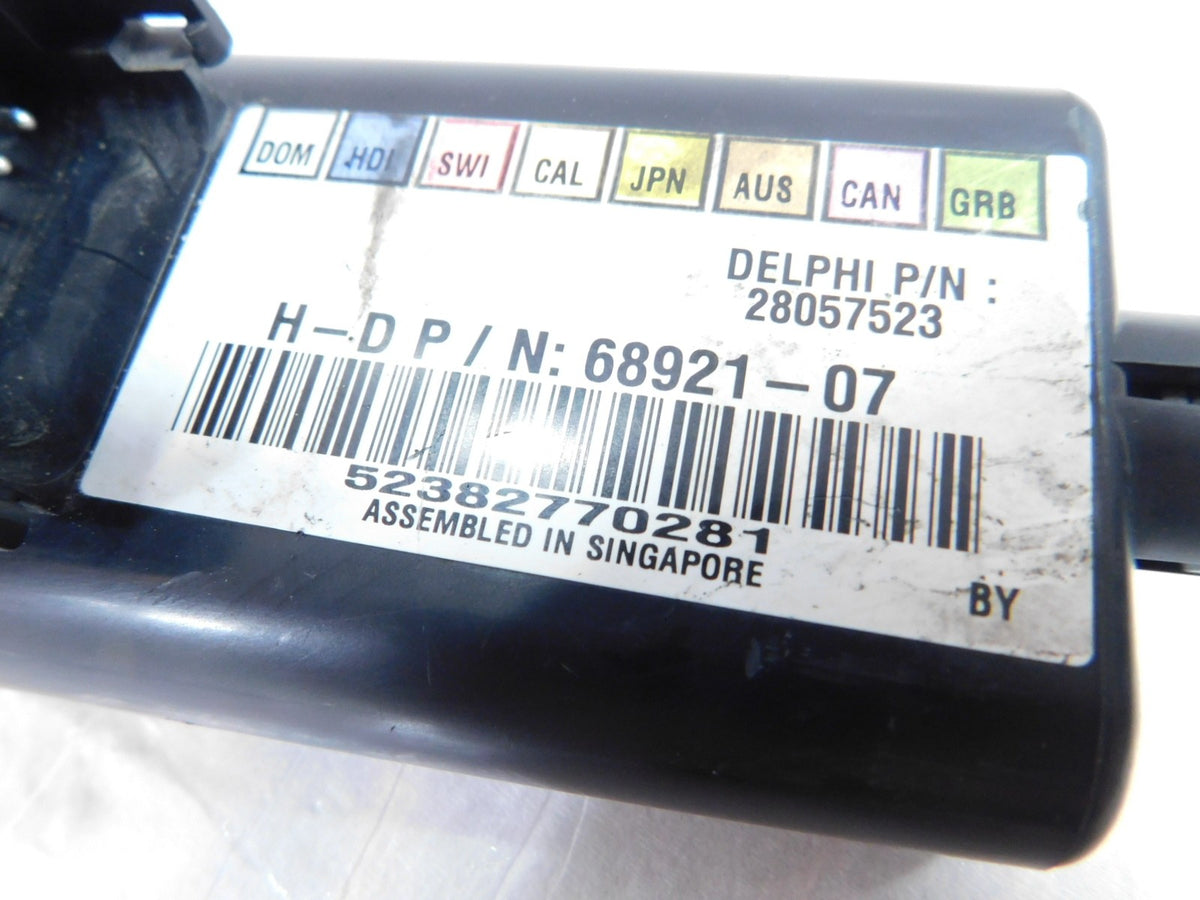 DOM HDI SWI CAL JPN AUS CAN GRB
DELPHI P/N :
28057523
H-D P/N: 68921-07
52382770281
ASSEMBLED IN SINGAPORE
BY